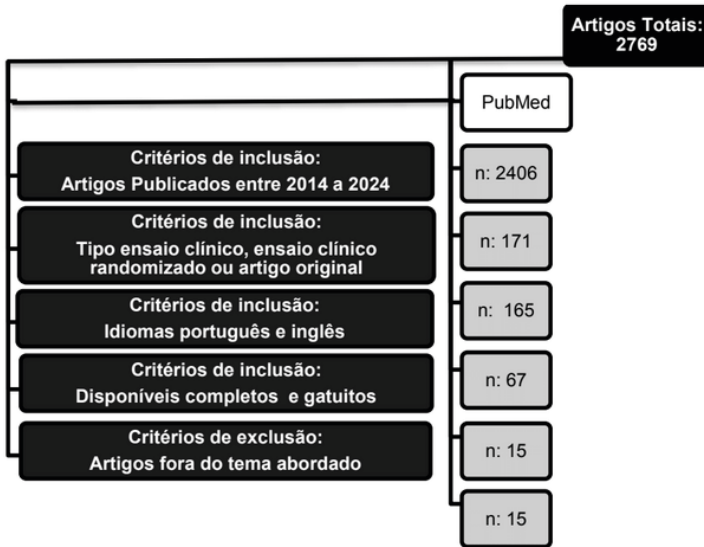 Artigos Totais:
2769
PubMed
Critérios de inclusão:
Artigos Publicados entre 2014 a 2024
n: 2406
Critérios de inclusão:
Tipo ensaio clínico, ensaio clínico
randomizado ou artigo original
n: 171
Critérios de inclusão:
Idiomas português e inglês
n: 165
Critérios de inclusão:
Disponíveis completos e gatuitos
n: 67
Critérios de exclusão:
Artigos fora do tema abordado
n: 15
n: 15